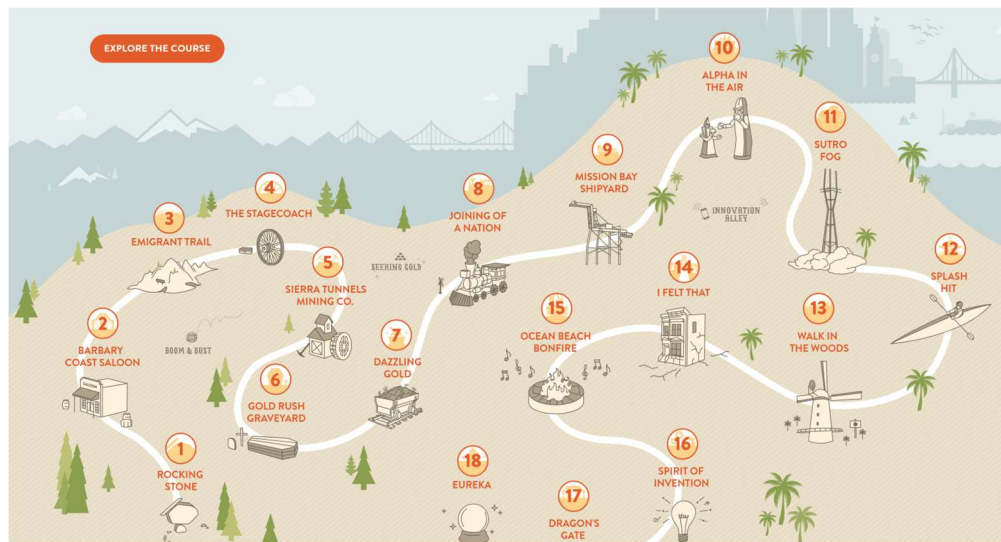 EXPLORE THE COURSE
1
ROCKING
STONE
2
BARBARY
COAST SALOON
3
EMIGRANT TRAIL
4
THE STAGECOACH
5
SIERRA TUNNELS
MINING CO.
6
GOLD RUSH
GRAVEYARD
7
DAZZLING
GOLD
8
JOINING OF
A NATION
9
MISSION BAY
SHIPYARD
10
ALPHA IN
THE AIR
11
SUTRO
FOG
12
SPLASH
HIT
13
WALK IN
THE WOODS
14
I FELT THAT
15
OCEAN BEACH
BONFIRE
16
SPIRIT OF
INVENTION
17
DRAGON'S
GATE
18
EUREKA
BOOM & BUST
SEEKING GOLD
INNOVATION
ALLEY